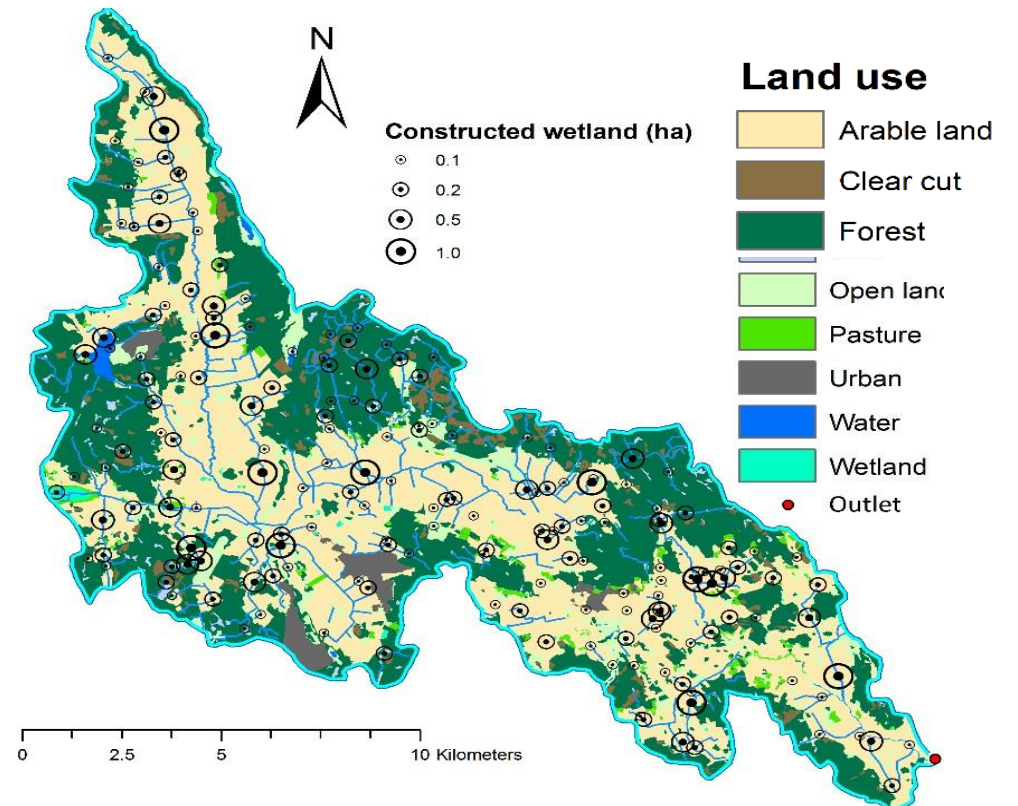 N
Constructed wetland (ha)
0.1
0.2
0.5
1.0
Land use
Arable land
Clear cut
Forest
Open lanc
Pasture
Urban
Water
Wetland
Outlet
0 2.5 5 10 Kilometers